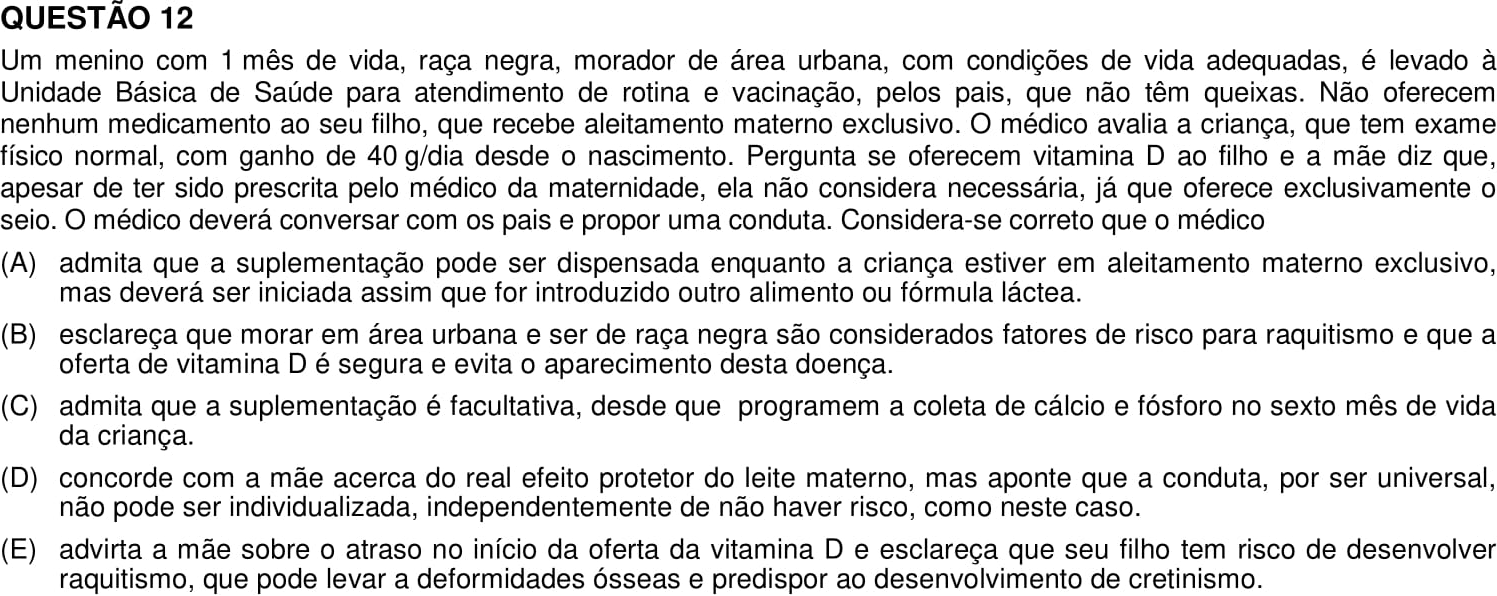 QUESTÃO 12
Um menino com 1 mês de vida, raça negra, morador de área urbana, com condições de vida adequadas, é levado à
Unidade Básica de Saúde para atendimento de rotina e vacinação, pelos pais, que não têm queixas. Não oferecem
nenhum medicamento ao seu filho, que recebe aleitamento materno exclusivo. O médico avalia a criança, que tem exame
físico normal, com ganho de 40 g/dia desde o nascimento. Pergunta se oferecem vitamina D ao filho e a mãe diz que,
apesar de ter sido prescrita pelo médico da maternidade, ela não considera necessária, já que oferece exclusivamente o
seio. O médico deverá conversar com os pais e propor uma conduta. Considera-se correto que o médico
(A) admita que a suplementação pode ser dispensada enquanto a criança estiver em aleitamento materno exclusivo,
mas deverá ser iniciada assim que for introduzido outro alimento ou fórmula láctea.
(B) esclareça que morar em área urbana e ser de raça negra são considerados fatores de risco para raquitismo e que a
oferta de vitamina D é segura e evita o aparecimento desta doença.
(C) admita que a suplementação é facultativa, desde que programem a coleta de cálcio e fósforo no sexto mês de vida
da criança.
(D) concorde com a mãe acerca do real efeito protetor do leite materno, mas aponte que a conduta, por ser universal,
não pode ser individualizada, independentemente de não haver risco, como neste caso.
(E) advirta a mãe sobre o atraso no início da oferta da vitamina D e esclareça que seu filho tem risco de desenvolver
raquitismo, que pode levar a deformidades ósseas e predispor ao desenvolvimento de cretinismo.